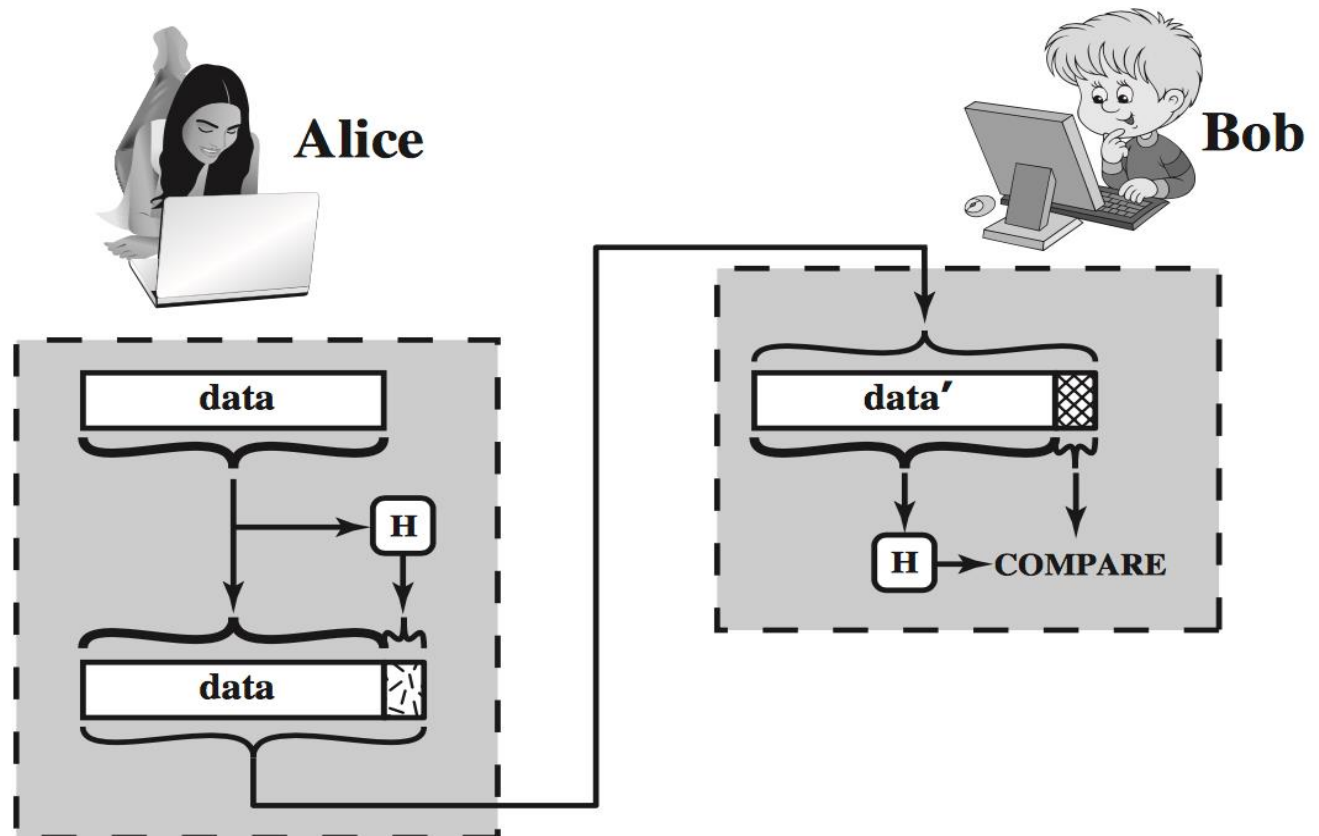 Alice
Bob
data
H
data
data′
H
COMPARE